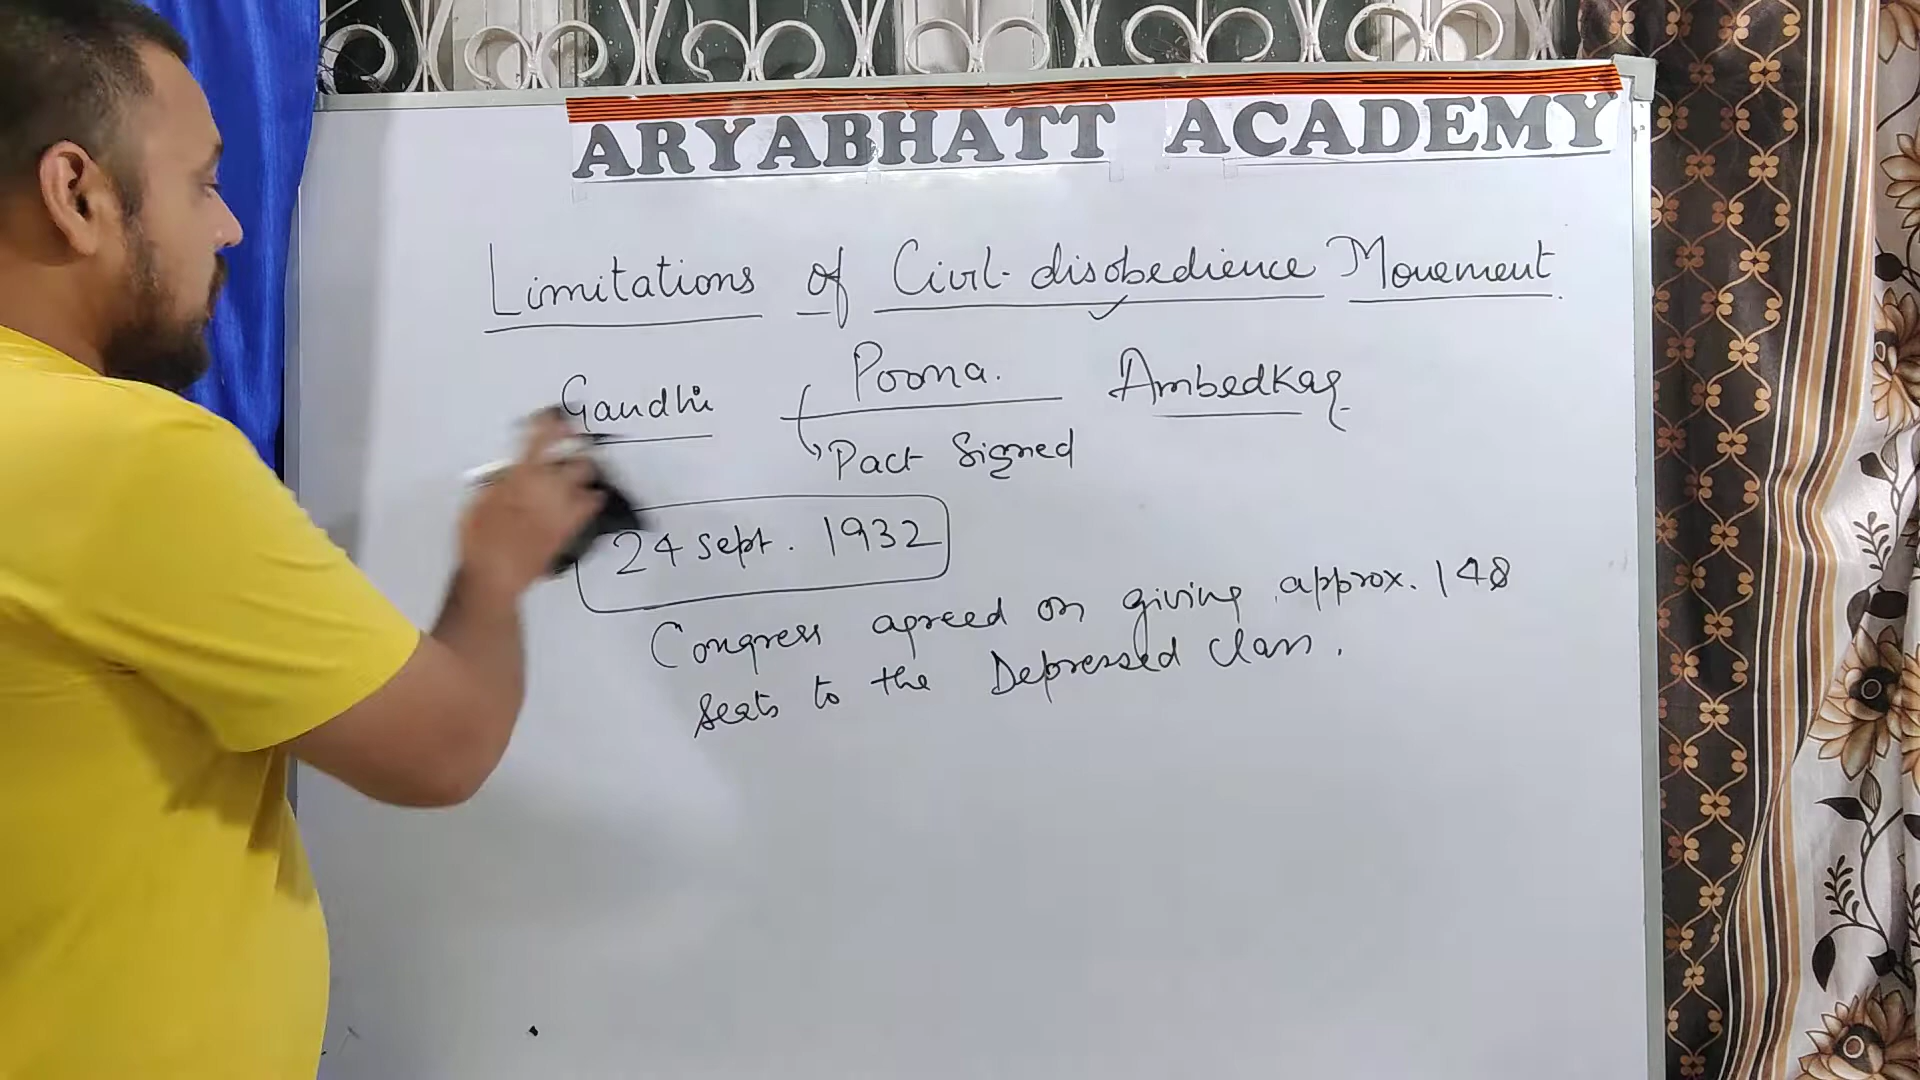 ARYABHATT ACADEMY
Limitations of Civil-disobedience Movement
Gandhi Poona. Ambedkar
Pact Signed
24 Sept. 1932
Congress agreed on giving approx. 148
seats to the Depressed class.